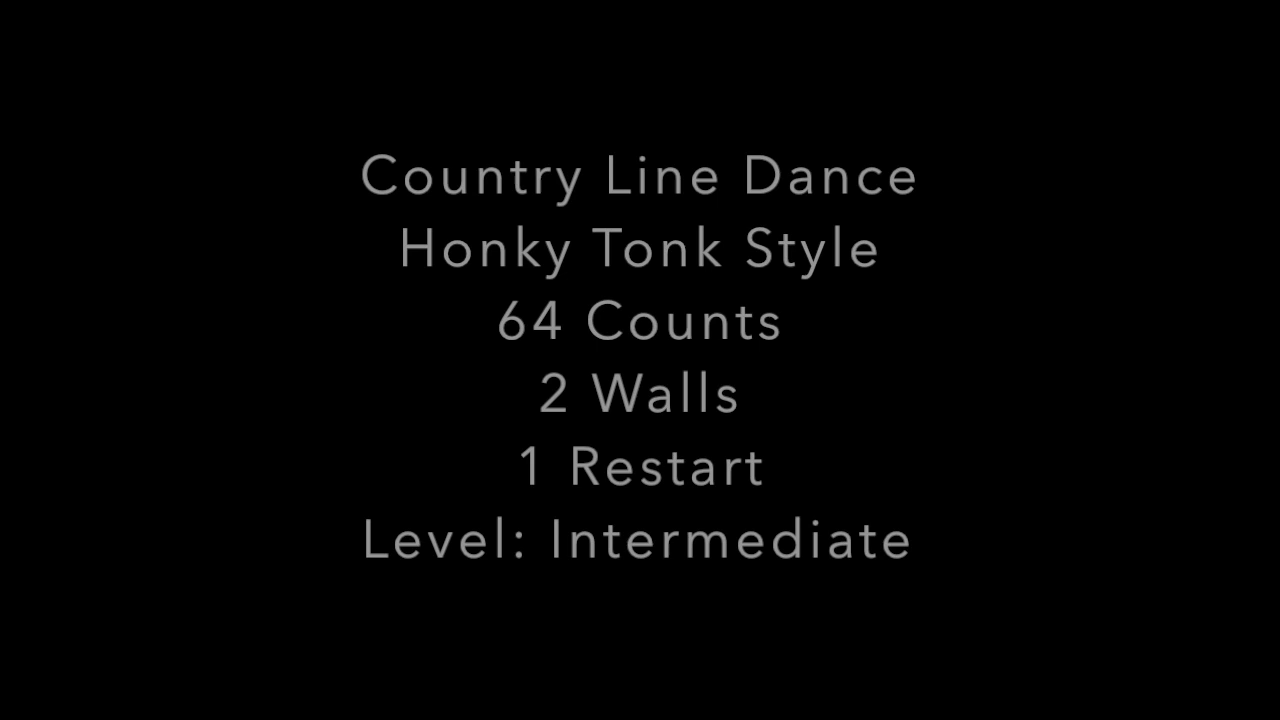 Country Line Dance
Honky Tonk Style
64 Counts
2 Walls
1 Restart
Level: Intermediate